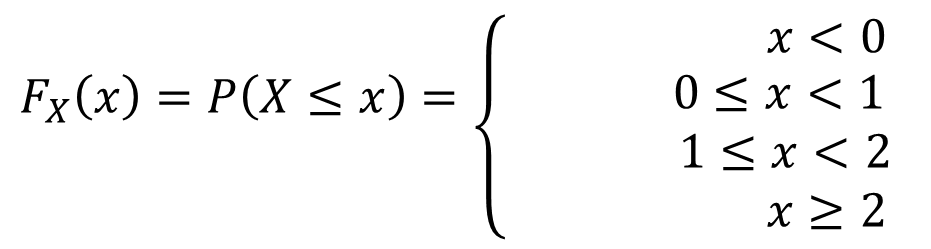 x < 0
0 ≤ x < 1
F_X(x) = P(X ≤ x) = {
1 ≤ x < 2
x ≥ 2